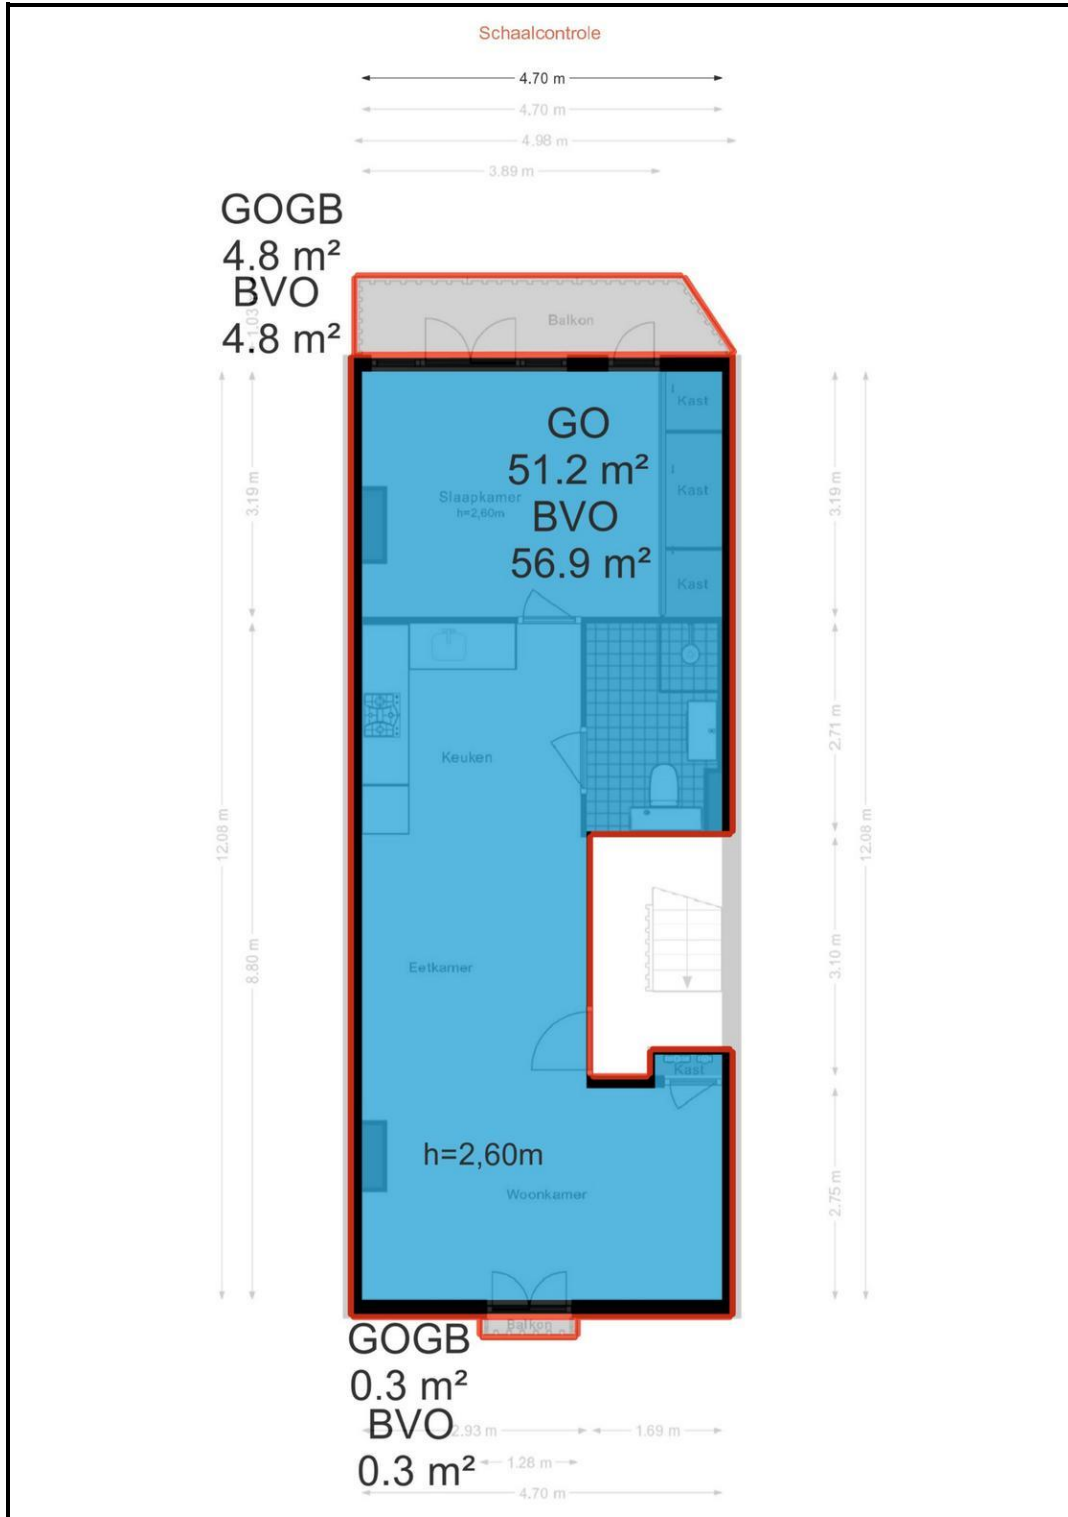 Schaalcontrole
4.70 m
4.70 m
4.98 m
3.89 m
GOGB
4.8 m²
BVO
4.8 m²
1.03
Balkon
Kast
GO
51.2 m²
BVO
56.9 m²
Slaapkamer
h=2,60m
Kast
Kast
3.19 m
3.19 m
Keuken
2.71 m
12.08 m
12.08 m
8.80 m
Eetkamer
3.10 m
Kast
h=2,60m
Woonkamer
2.75 m
Balkon
GOGB
0.3 m²
BVO
0.3 m²
2.93 m
1.69 m
1.28 m
4.70 m